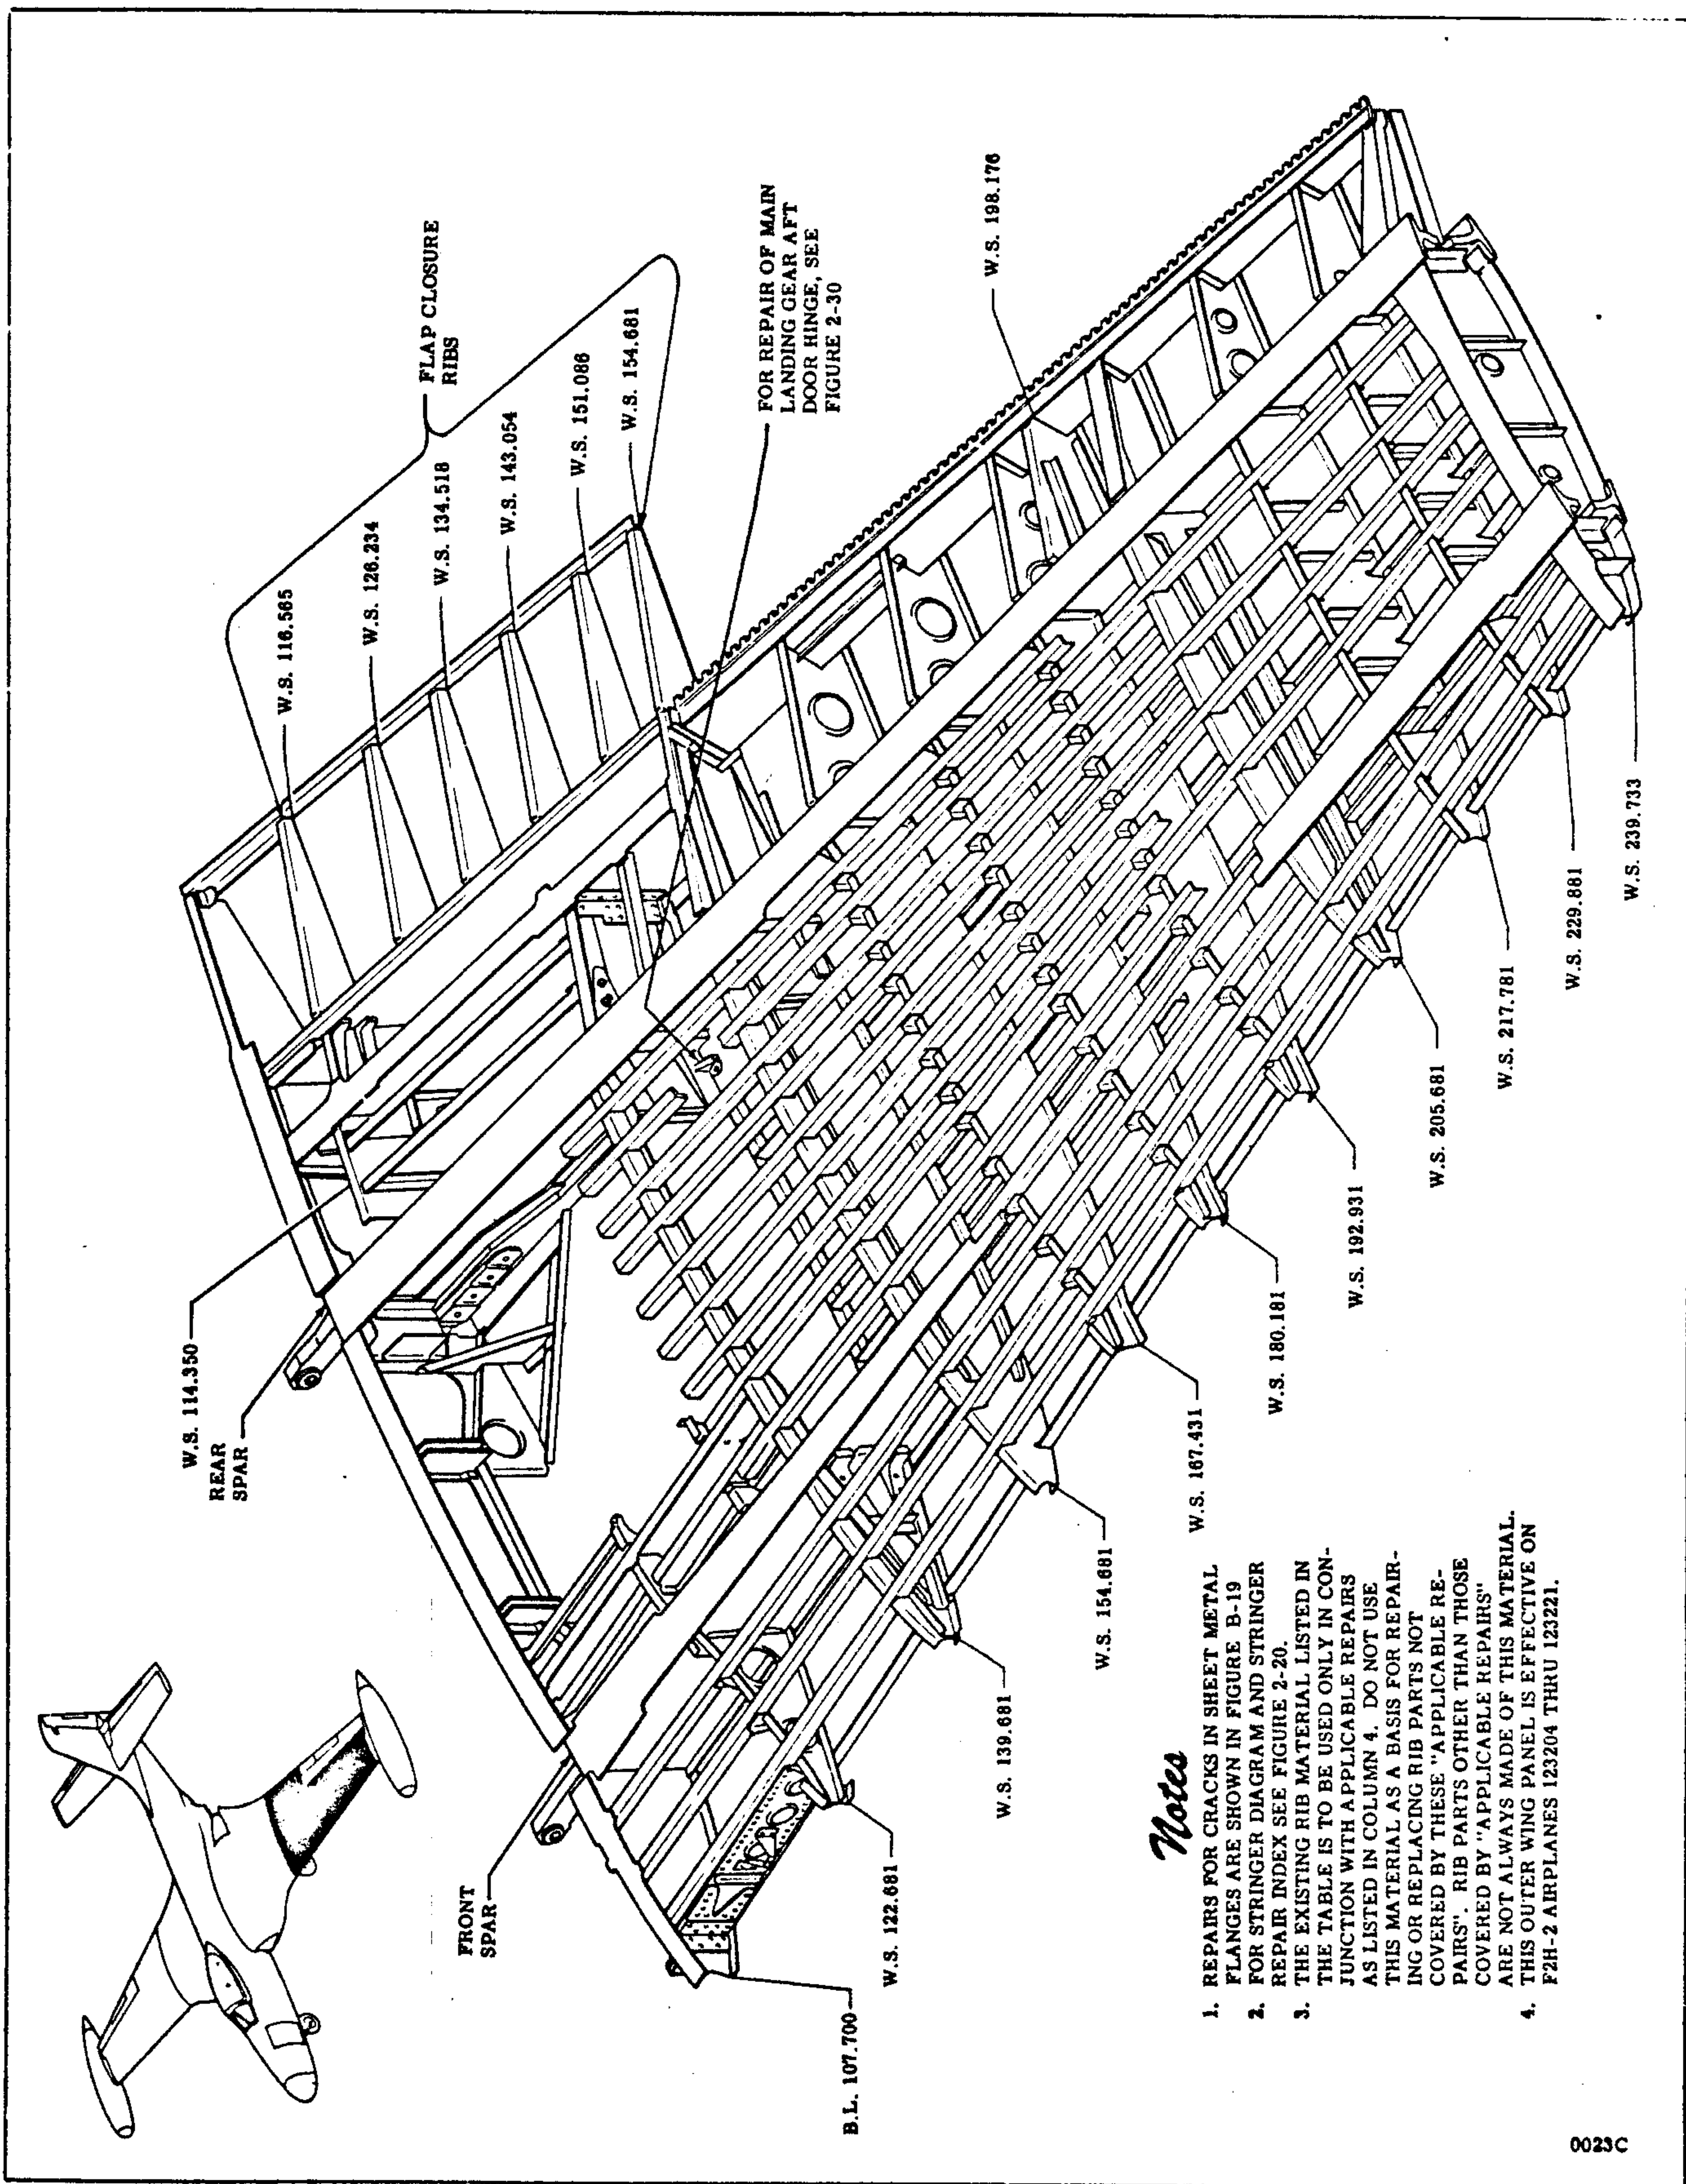 FLAP CLOSURE
RIBS
W.S. 116.565
W.S. 126.234
W.S. 134.518
W.S. 143.054
W.S. 151.086
W.S. 154.681
FOR REPAIR OF MAIN
LANDING GEAR AFT
DOOR HINGE, SEE
FIGURE 2-30
W.S. 198.176
W.S. 114.350
REAR
SPAR
FRONT
SPAR
B.L. 107.700
W.S. 122.681
W.S. 139.681
W.S. 154.681
W.S. 167.431
W.S. 180.181
W.S. 192.931
W.S. 205.681
W.S. 217.781
W.S. 229.881
W.S. 239.733
Notes
1. REPAIRS FOR CRACKS IN SHEET METAL
FLANGES ARE SHOWN IN FIGURE B-19
2. FOR STRINGER DIAGRAM AND STRINGER
REPAIR INDEX SEE FIGURE 2-20.
3. THE EXISTING RIB MATERIAL LISTED IN
THE TABLE IS TO BE USED ONLY IN CON-
JUNCTION WITH APPLICABLE REPAIRS
AS LISTED IN COLUMN 4. DO NOT USE
THIS MATERIAL AS A BASIS FOR REPAIR-
ING OR REPLACING RIB PARTS NOT
COVERED BY THESE "APPLICABLE RE-
PAIRS". RIB PARTS OTHER THAN THOSE
COVERED BY "APPLICABLE REPAIRS"
ARE NOT ALWAYS MADE OF THIS MATERIAL.
4. THIS OUTER WING PANEL IS EFFECTIVE ON
F2H-2 AIRPLANES 123204 THRU 123221.
0023C